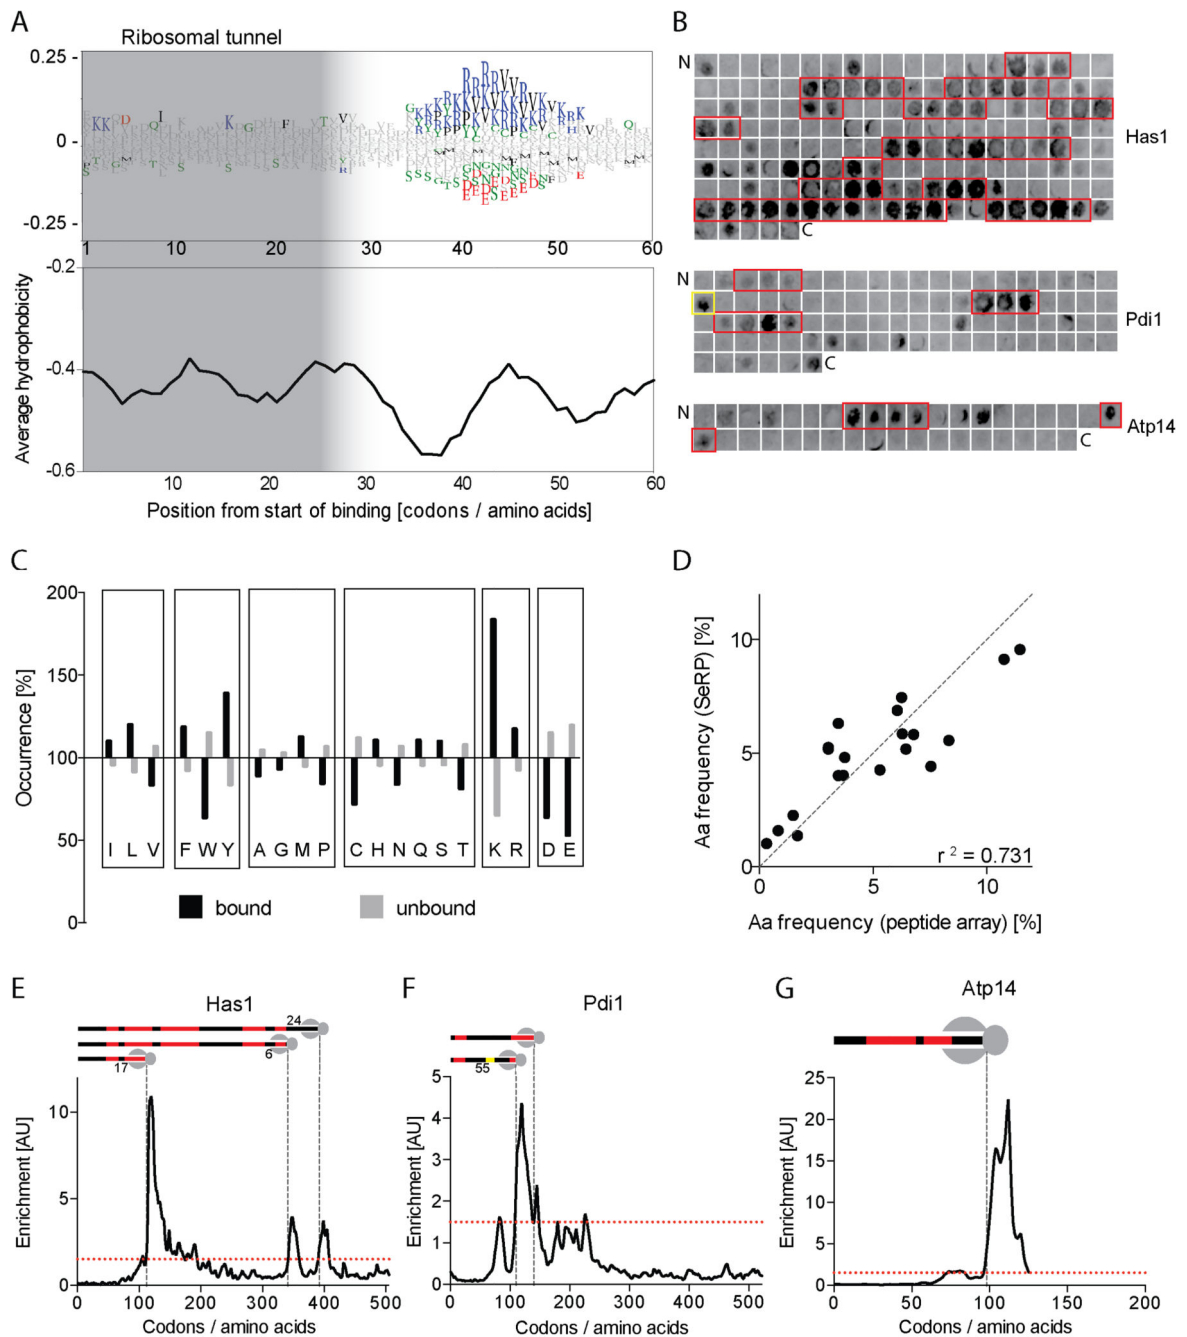 A
Ribosomal tunnel
0.25 -
0 -
-0.25 -
1 10 20 30 40 50 60
Average hydrophobicity
-0.2
-0.4
-0.6
10 20 30 40 50 60
Position from start of binding [codons / amino acids]
B
N
Has1
C
N
Pdi1
C
N
Atp14
C
C
Occurrence [%]
200
150
100
50
0
I L V F W Y A G M P C H N Q S T K R D E
bound
unbound
D
Aa frequency (SeRP) [%]
10
5
0
r 2 = 0.731
0 5 10
Aa frequency (peptide array) [%]
E
Has1
24
6
17
Enrichment [AU]
10
5
0
0 100 200 300 400 500
Codons / amino acids
F
Pdi1
55
Enrichment [AU]
5
4
3
2
1
0
0 100 200 300 400 500
Codons / amino acids
G
Atp14
Enrichment [AU]
25
20
15
10
5
0
0 50 100 150 200
Codons / amino acids